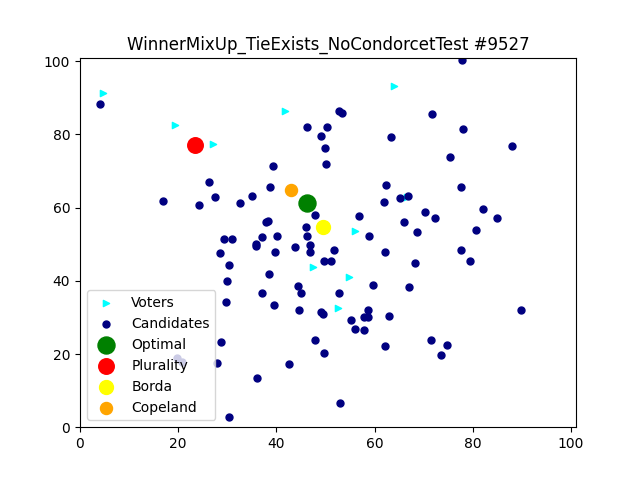 WinnerMixUp_TieExists_NoCondorcetTest #9527
100
80
60
40
20
0
Voters
Candidates
Optimal
Plurality
Borda
Copeland
0 20 40 60 80 100